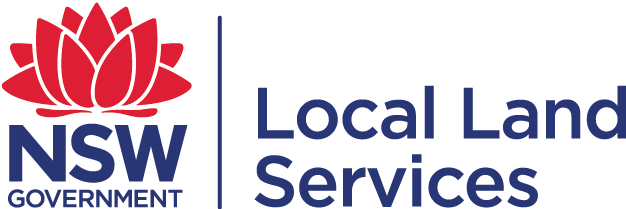 NSW
GOVERNMENT
Local Land
Services